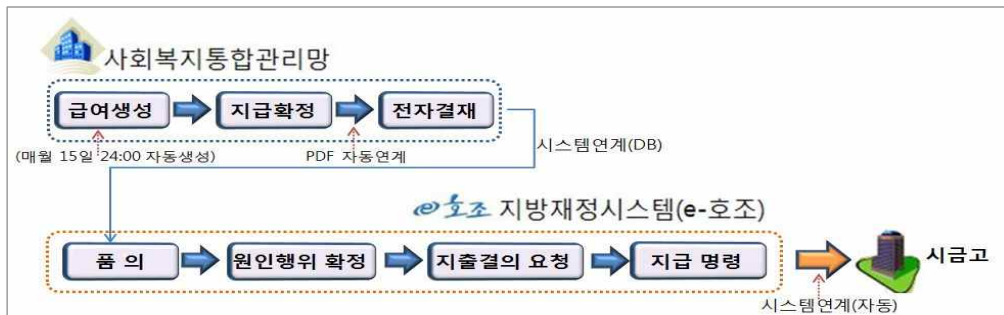 사회복지통합관리망
급여생성 지급확정 전자결재
(매월 15일 24:00 자동생성) PDF 자동연계 시스템연계(DB)
e호조 지방재정시스템(e-호조)
품 의 원인행위 확정 지출결의 요청 지급 명령 시금고
시스템연계(자동)